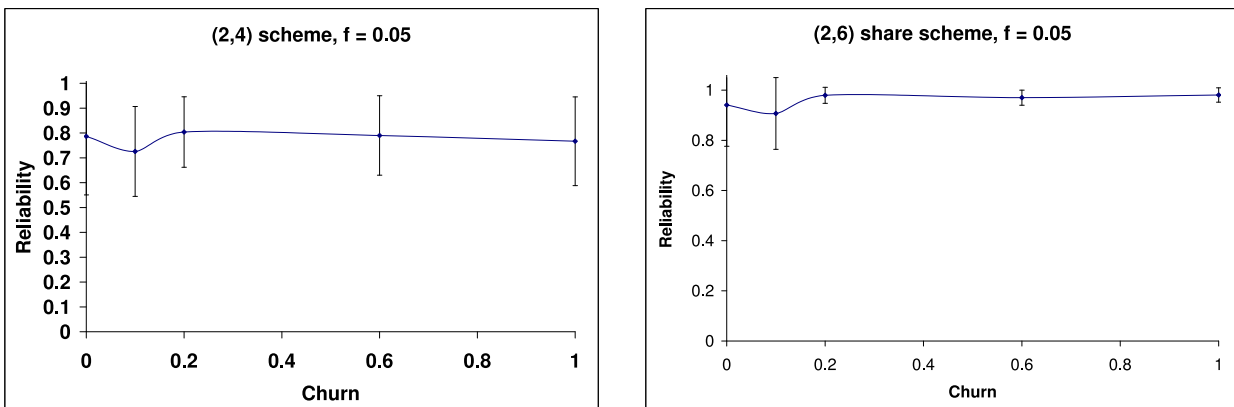 (2,4) scheme, f = 0.05
Reliability
1
0.9
0.8
0.7
0.6
0.5
0.4
0.3
0.2
0.1
0
0 0.2 0.4 0.6 0.8 1
Churn
(2,6) share scheme, f = 0.05
Reliability
1
0.8
0.6
0.4
0.2
0
0 0.2 0.4 0.6 0.8 1
Churn